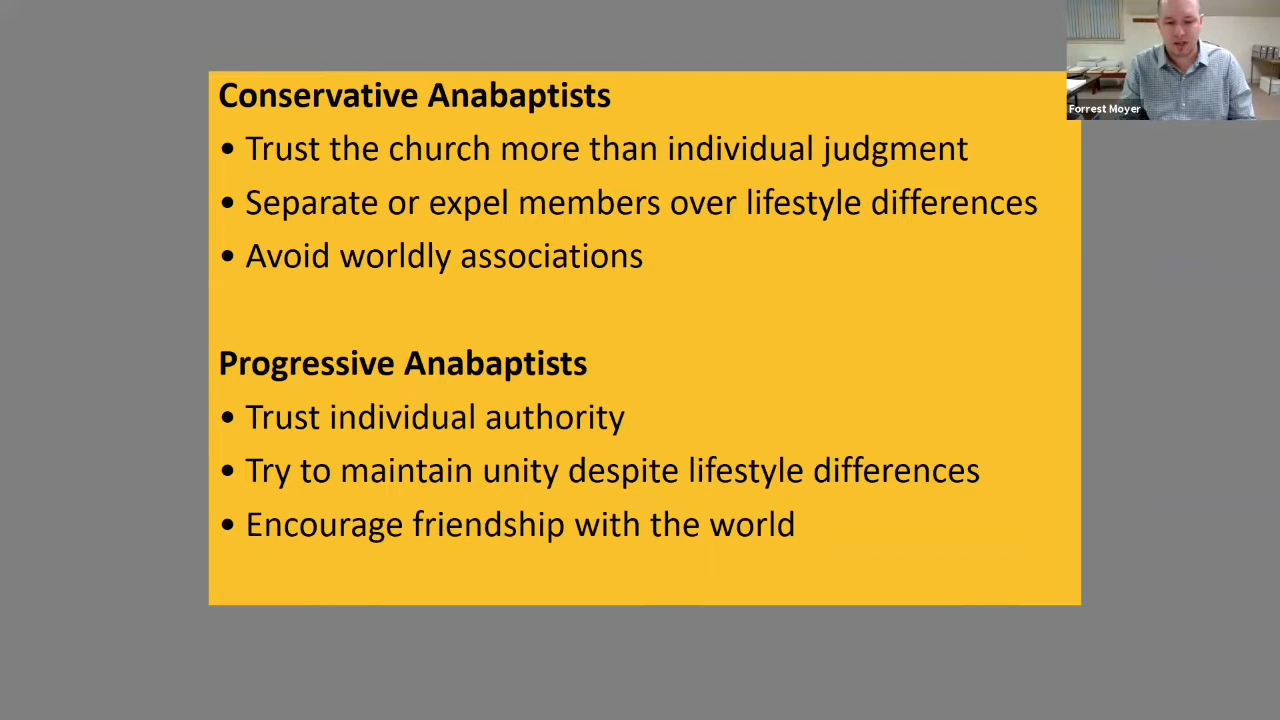 Conservative Anabaptists
• Trust the church more than individual judgment
• Separate or expel members over lifestyle differences
• Avoid worldly associations
Progressive Anabaptists
• Trust individual authority
• Try to maintain unity despite lifestyle differences
• Encourage friendship with the world
Forrest Moyer